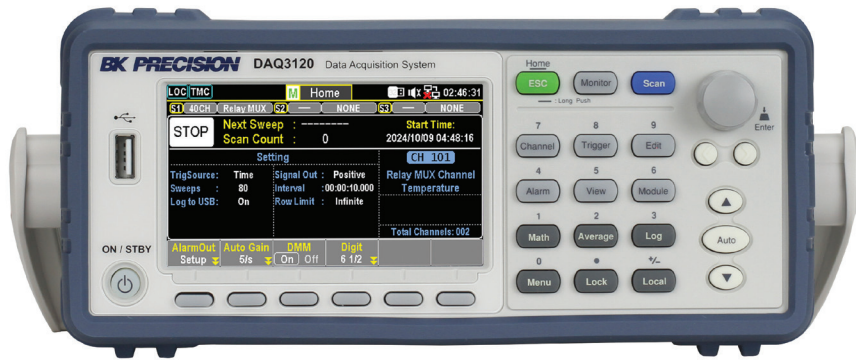 BK PRECISION DAQ3120 Data Acquisition System
LOC TMC M Home 02:46:31
S1 40CH Relay MUX S2 --- NONE S3 --- NONE
STOP
Next Sweep : --------
Scan Count : 0
Start Time:
2024/10/09 04:48:16
Setting
TrigSource: Time Signal Out : Positive
Sweeps : 80 Interval :00:00:10.000
Log to USB: On Row Limit : Infinite
CH 101
Relay MUX Channel
Temperature
Total Channels: 002
AlarmOut Auto Gain DMM Digit
Setup 5/s On Off 6 1/2
ON / STBY
Home
ESC Monitor Scan
: Long Push
Enter
7 8 9
Channel Trigger Edit
4 5 6
Alarm View Module
1 2 3
Math Average Log
Auto
0 ● +/-
Menu Lock Local